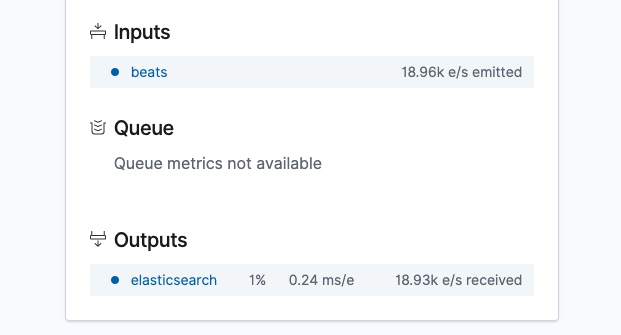 Inputs
beats 18.96k e/s emitted
Queue
Queue metrics not available
Outputs
elasticsearch 1% 0.24 ms/e 18.93k e/s received